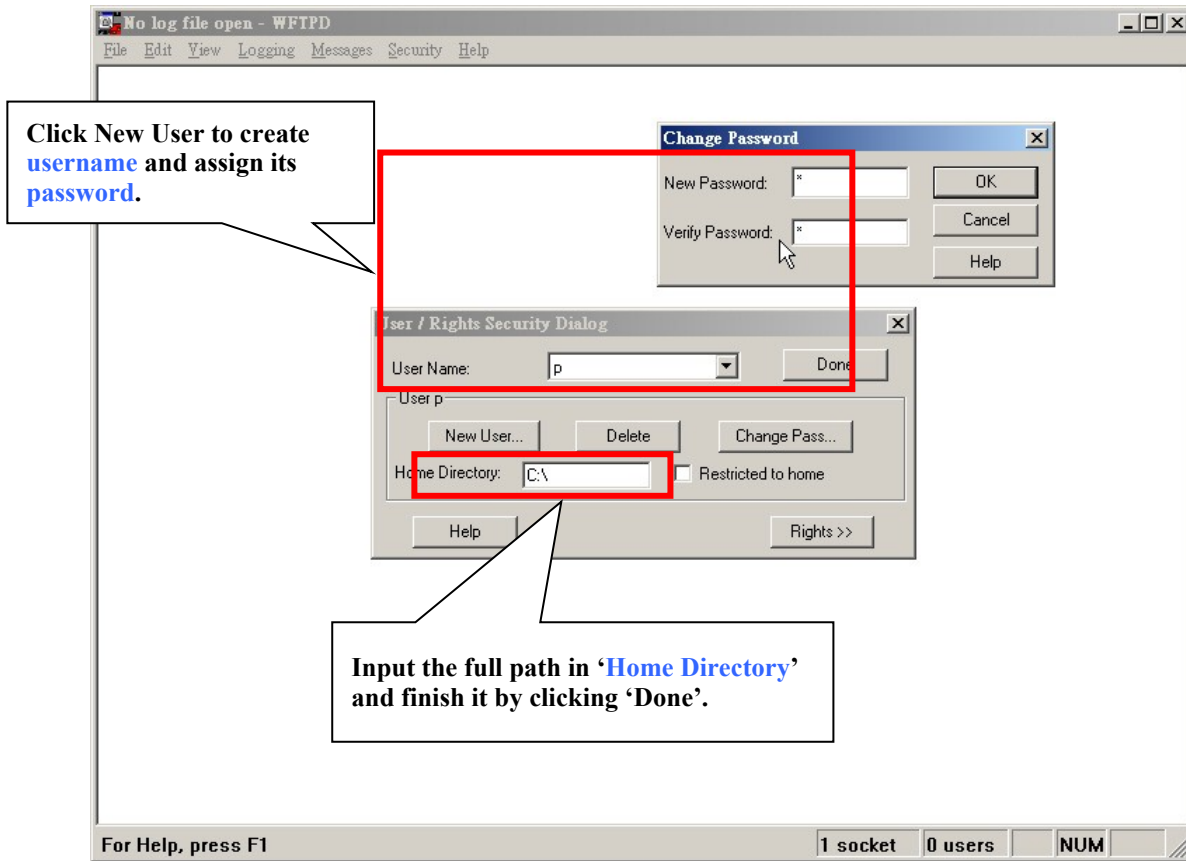 No log file open - WFTPD
File Edit View Logging Messages Security Help
Click New User to create
username and assign its
password.
Change Password
New Password: *
OK
Verify Password: *
Cancel
Help
User / Rights Security Dialog
User Name: p
Done
User p
New User... Delete Change Pass...
Home Directory: C:\ Restricted to home
Help Rights >>
Input the full path in ‘Home Directory’
and finish it by clicking ‘Done’.
For Help, press F1 1 socket 0 users NUM